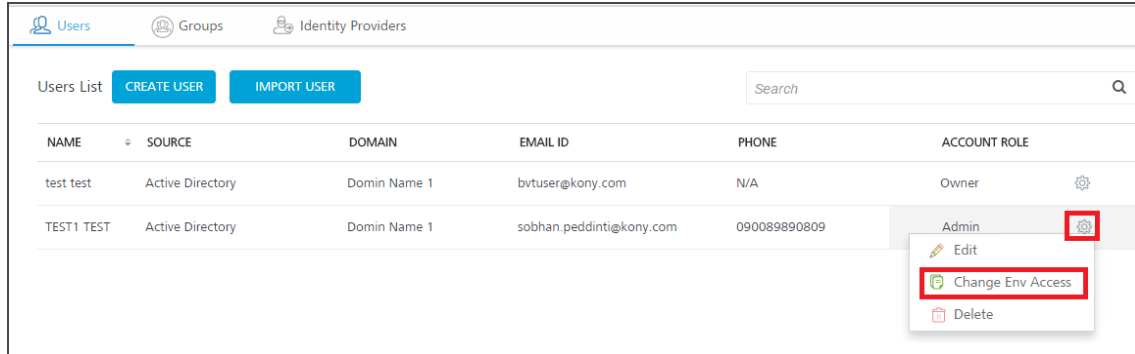 Users Groups Identity Providers
Users List CREATE USER IMPORT USER Search
NAME SOURCE DOMAIN EMAIL ID PHONE ACCOUNT ROLE
test test Active Directory Domin Name 1 bvtuser@kony.com N/A Owner
TEST1 TEST Active Directory Domin Name 1 sobhan.peddinti@kony.com 090089890809 Admin
Edit
Change Env Access
Delete